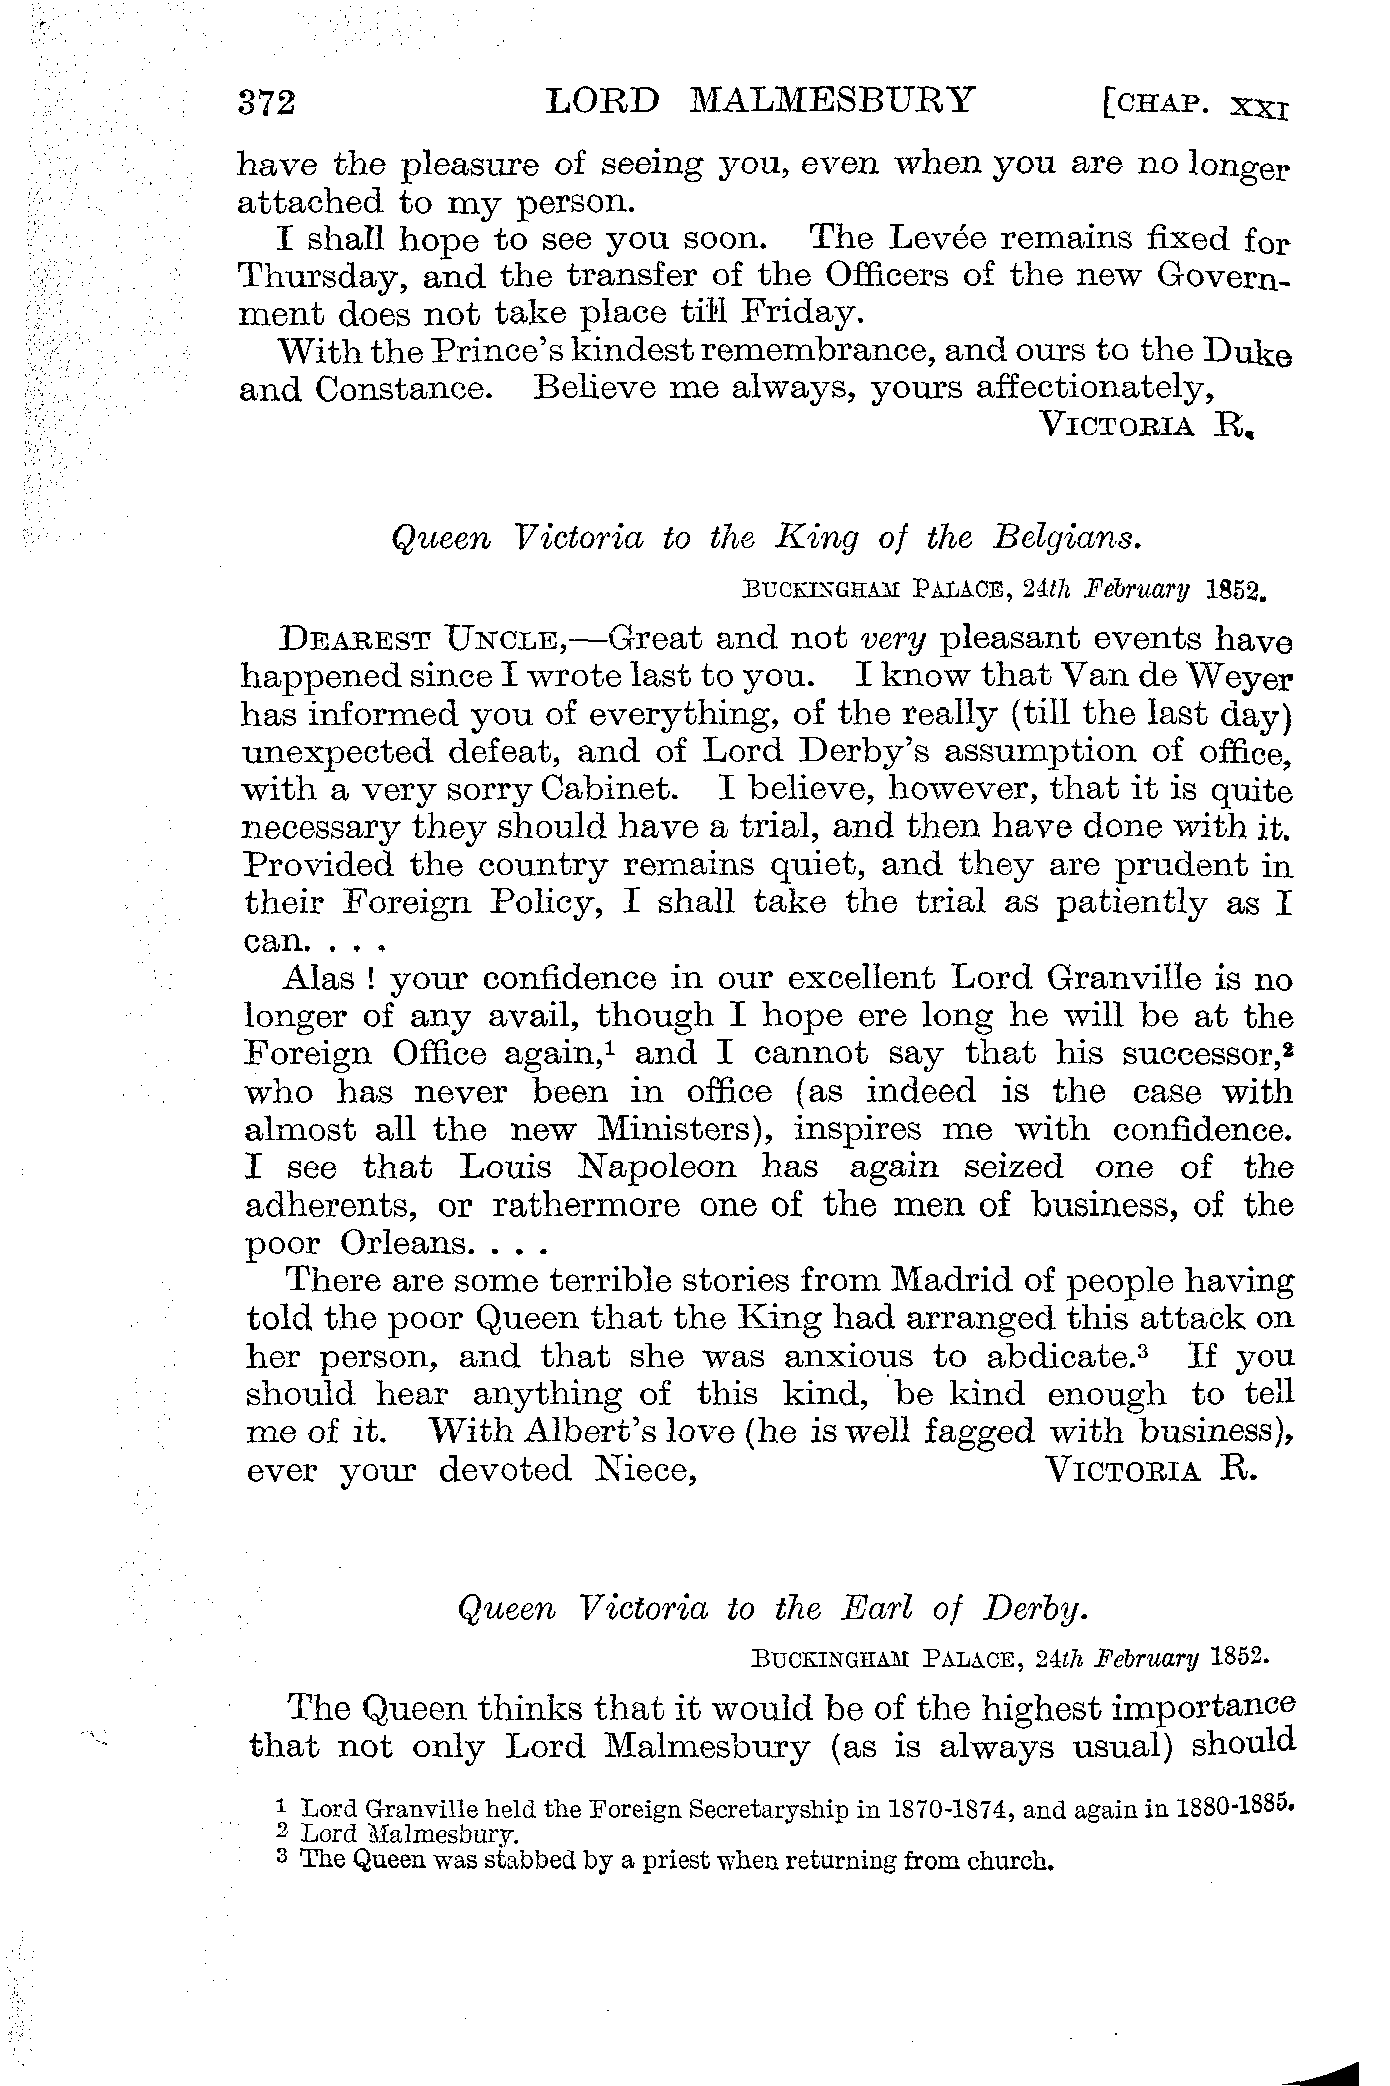 372 LORD MALMESBURY [CHAP. XXI
have the pleasure of seeing you, even when you are no longer
attached to my person.
I shall hope to see you soon. The Levée remains fixed for
Thursday, and the transfer of the Officers of the new Govern-
ment does not take place till Friday.
With the Prince's kindest remembrance, and ours to the Duke
and Constance. Believe me always, yours affectionately,
VICTORIA R.
Queen Victoria to the King of the Belgians.
BUCKINGHAM PALACE, 24th February 1852.
DEAREST UNCLE,—Great and not very pleasant events have
happened since I wrote last to you. I know that Van de Weyer
has informed you of everything, of the really (till the last day)
unexpected defeat, and of Lord Derby's assumption of office,
with a very sorry Cabinet. I believe, however, that it is quite
necessary they should have a trial, and then have done with it.
Provided the country remains quiet, and they are prudent in
their Foreign Policy, I shall take the trial as patiently as I
can. . . .
Alas ! your confidence in our excellent Lord Granville is no
longer of any avail, though I hope ere long he will be at the
Foreign Office again,¹ and I cannot say that his successor,²
who has never been in office (as indeed is the case with
almost all the new Ministers), inspires me with confidence.
I see that Louis Napoleon has again seized one of the
adherents, or rathermore one of the men of business, of the
poor Orleans. . . .
There are some terrible stories from Madrid of people having
told the poor Queen that the King had arranged this attack on
her person, and that she was anxious to abdicate.³ If you
should hear anything of this kind, be kind enough to tell
me of it. With Albert's love (he is well fagged with business),
ever your devoted Niece, VICTORIA R.
Queen Victoria to the Earl of Derby.
BUCKINGHAM PALACE, 24th February 1852.
The Queen thinks that it would be of the highest importance
that not only Lord Malmesbury (as is always usual) should
1 Lord Granville held the Foreign Secretaryship in 1870-1874, and again in 1880-1885.
2 Lord Malmesbury.
3 The Queen was stabbed by a priest when returning from church.